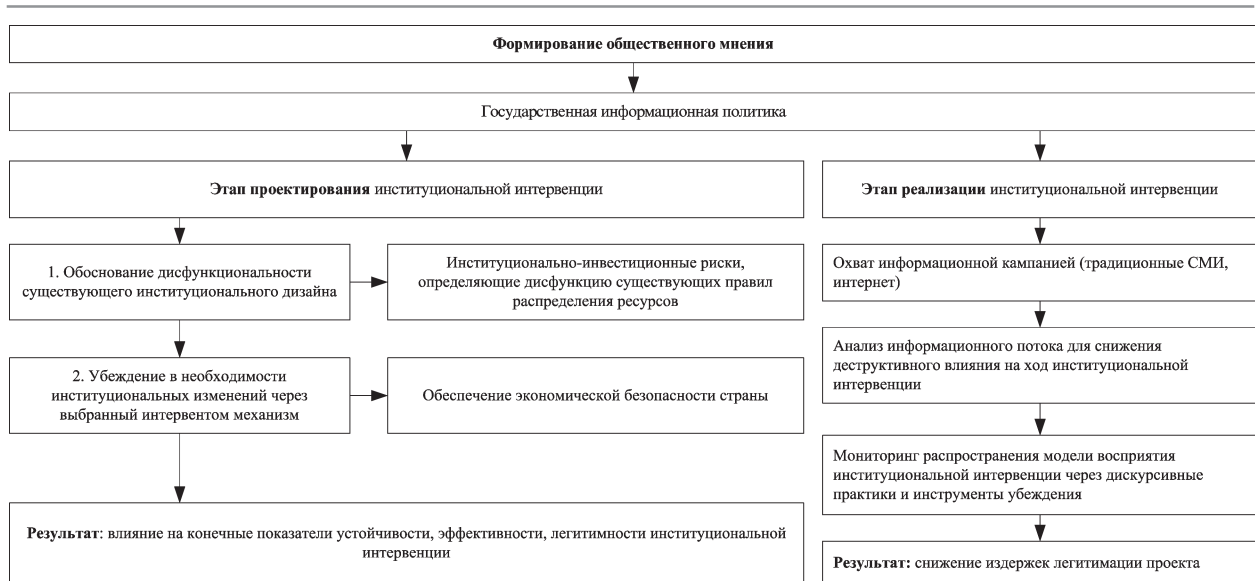 Формирование общественного мнения
Государственная информационная политика
Этап проектирования институциональной интервенции
1. Обоснование дисфункциональности
существующего институционального дизайна
Институционально-инвестиционные риски,
определяющие дисфункцию существующих правил
распределения ресурсов
2. Убеждение в необходимости
институциональных изменений через
выбранный интервентом механизм
Обеспечение экономической безопасности страны
Результат: влияние на конечные показатели устойчивости, эффективности, легитимности институциональной
интервенции
Этап реализации институциональной интервенции
Охват информационной кампанией (традиционные СМИ,
интернет)
Анализ информационного потока для снижения
деструктивного влияния на ход институциональной
интервенции
Мониторинг распространения модели восприятия
институциональной интервенции через дискурсивные
практики и инструменты убеждения
Результат: снижение издержек легитимации проекта